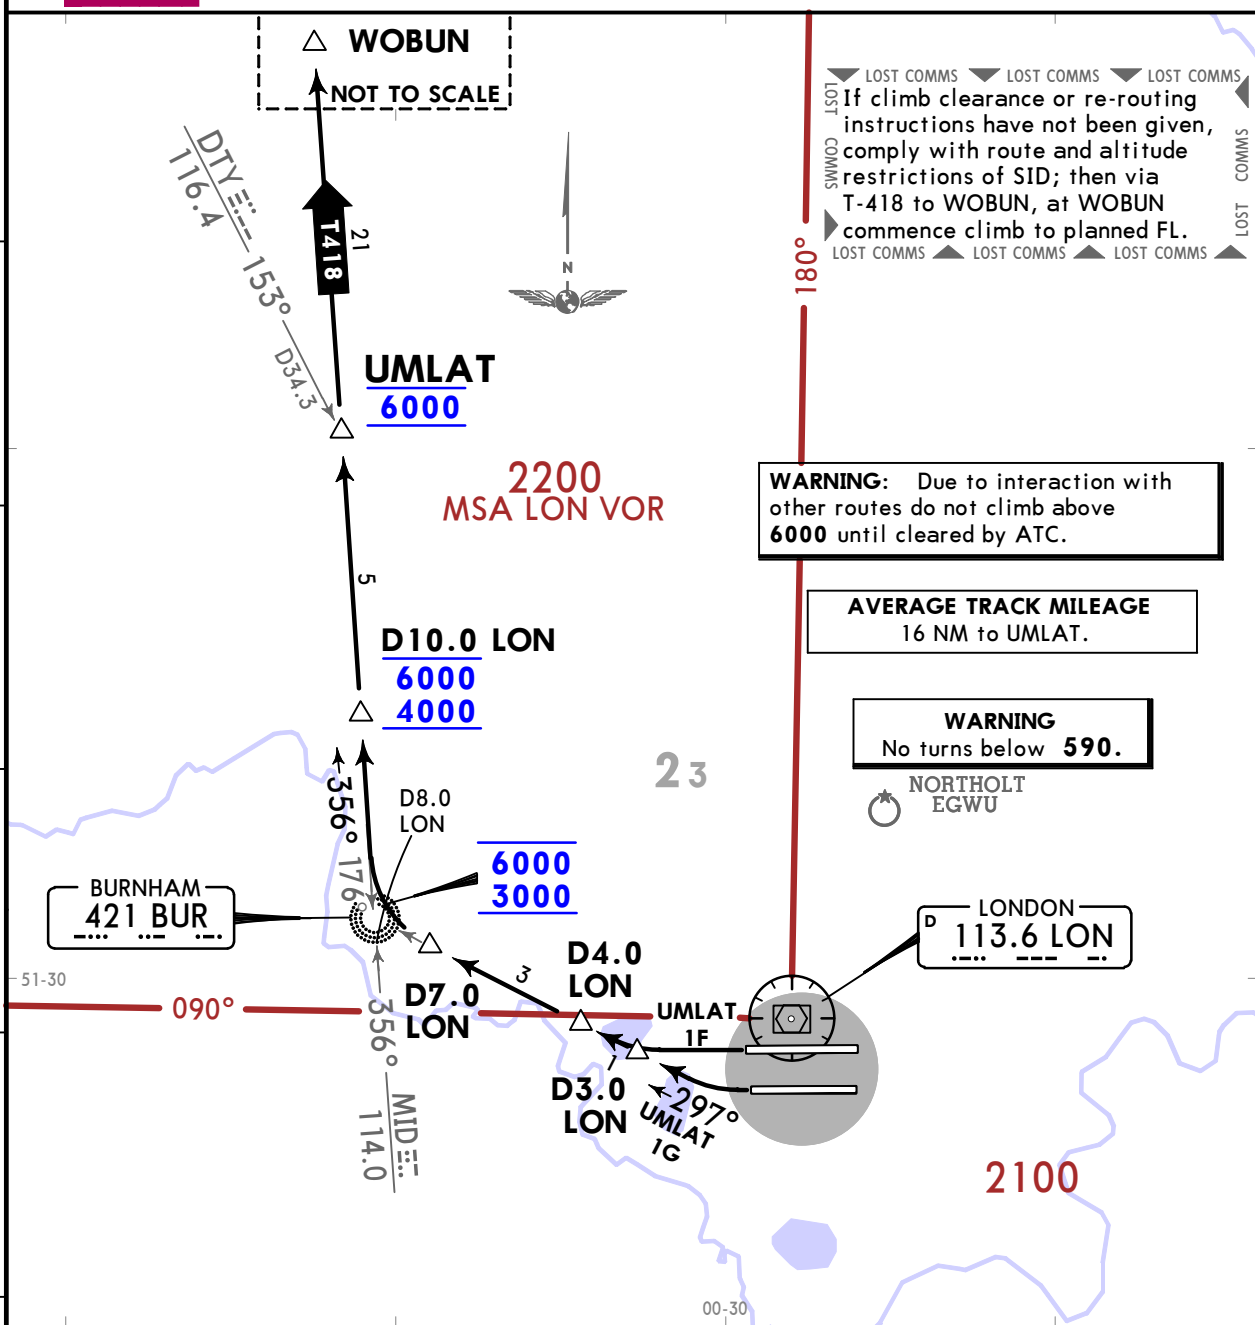 WOBUN
NOT TO SCALE
LOST COMMS LOST COMMS LOST COMMS
LOST COMMS
If climb clearance or re-routing
instructions have not been given,
comply with route and altitude
restrictions of SID; then via
T-418 to WOBUN, at WOBUN
commence climb to planned FL.
LOST COMMS
LOST COMMS LOST COMMS LOST COMMS
DTY
116.4
153°
D34.3
T418
21
N
180°
UMLAT
6000
2200
MSA LON VOR
WARNING: Due to interaction with
other routes do not climb above
6000 until cleared by ATC.
5
AVERAGE TRACK MILEAGE
16 NM to UMLAT.
D10.0 LON
6000
4000
WARNING
No turns below 590.
23
NORTHOLT
EGWU
356°
176°
D8.0
LON
6000
3000
BURNHAM
421 BUR
LONDON
D 113.6 LON
51-30
090°
3
D4.0
LON
D7.0
LON
UMLAT
1F
356°
MID
114.0
D3.0
LON
297°
UMLAT
1G
2100
00-30